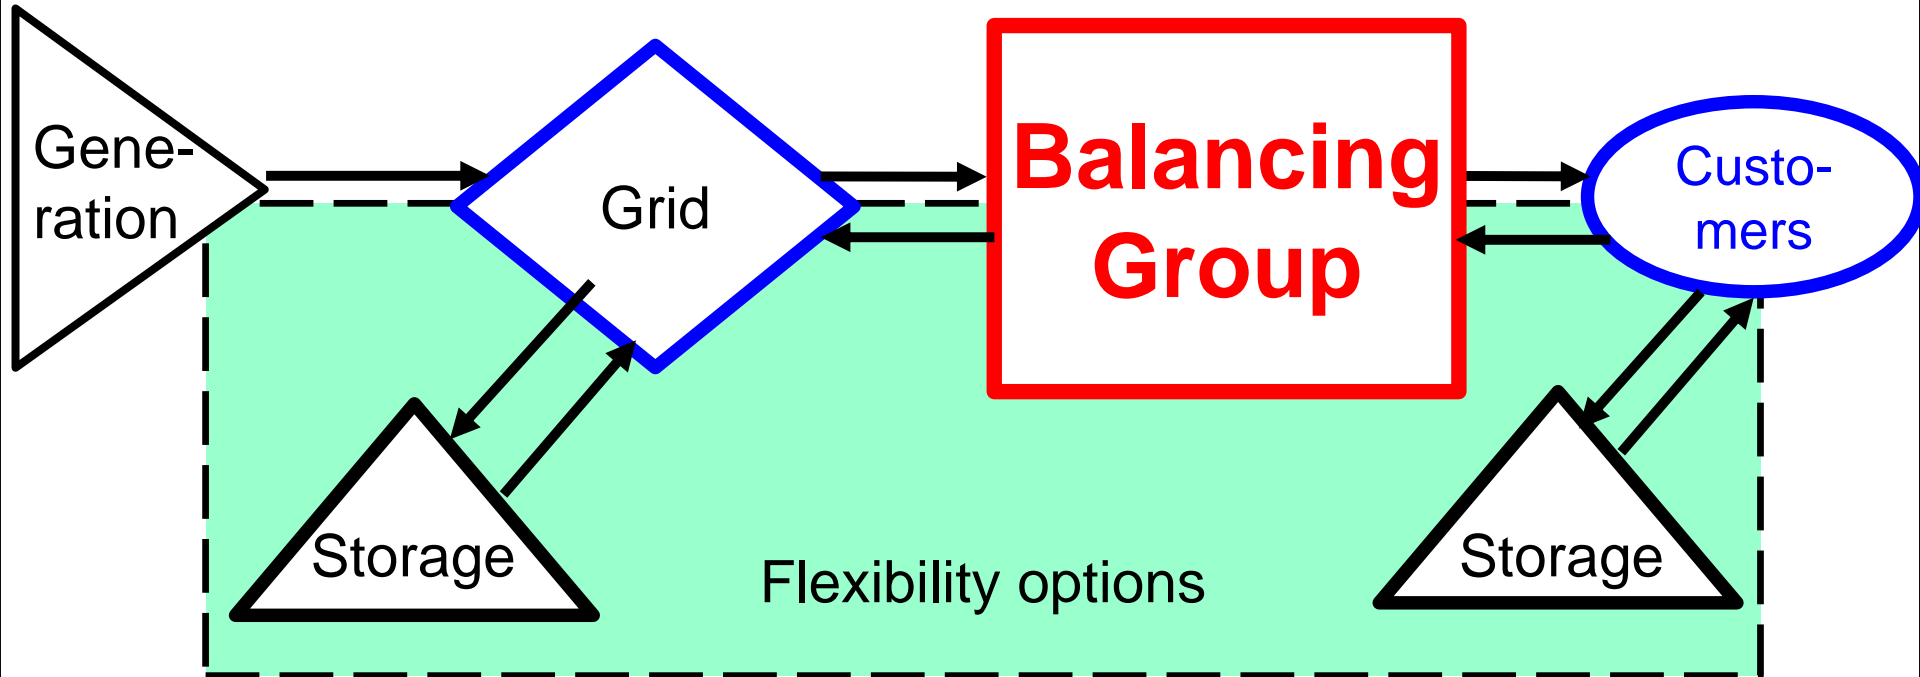 Gene-
ration
Grid
Balancing
Group
Custo-
mers
Storage
Flexibility options
Storage